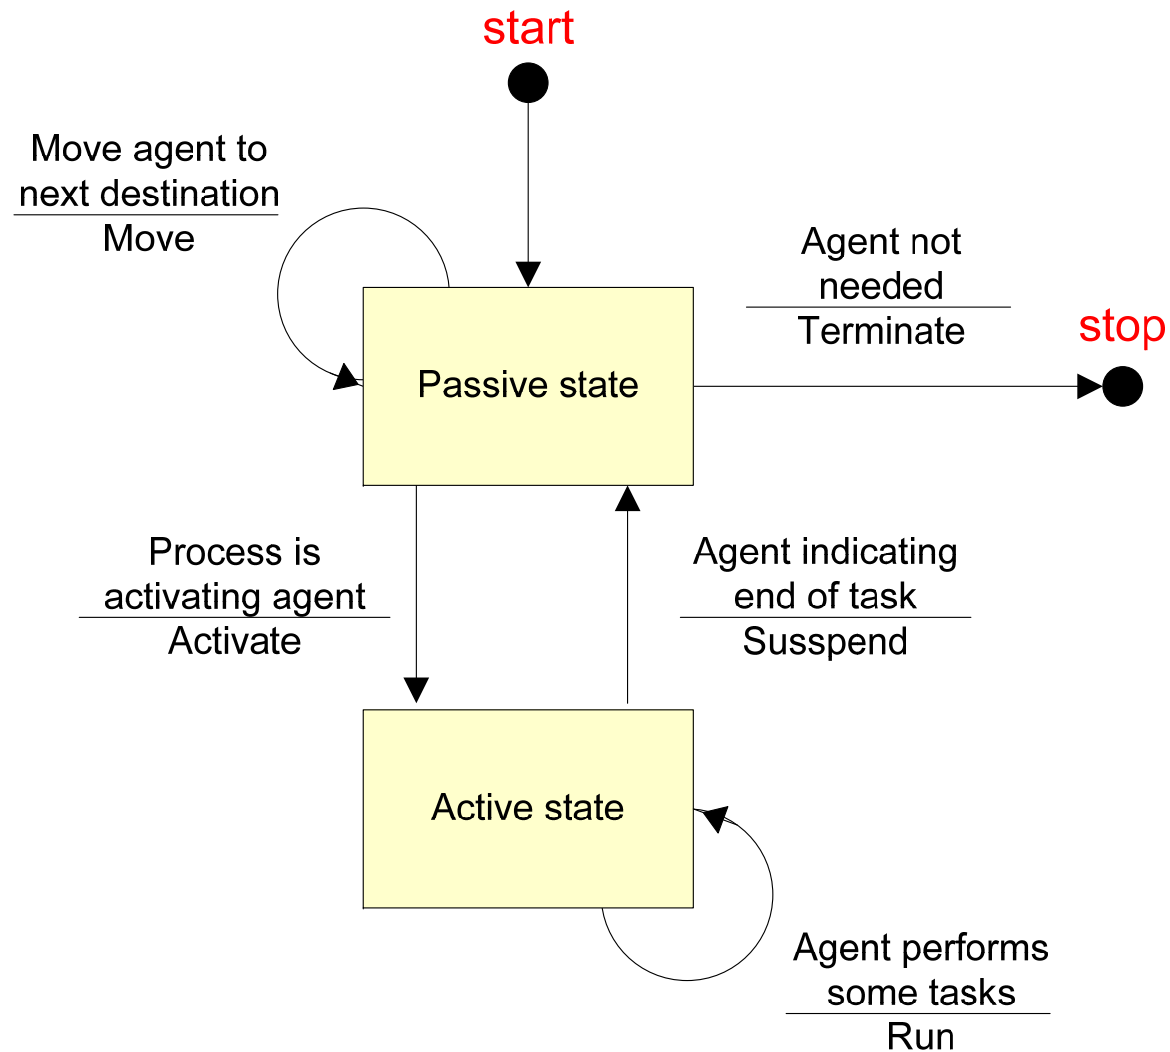 start
Move agent to
next destination
Move
Agent not
needed
Terminate
stop
Passive state
Process is
activating agent
Activate
Agent indicating
end of task
Susspend
Active state
Agent performs
some tasks
Run